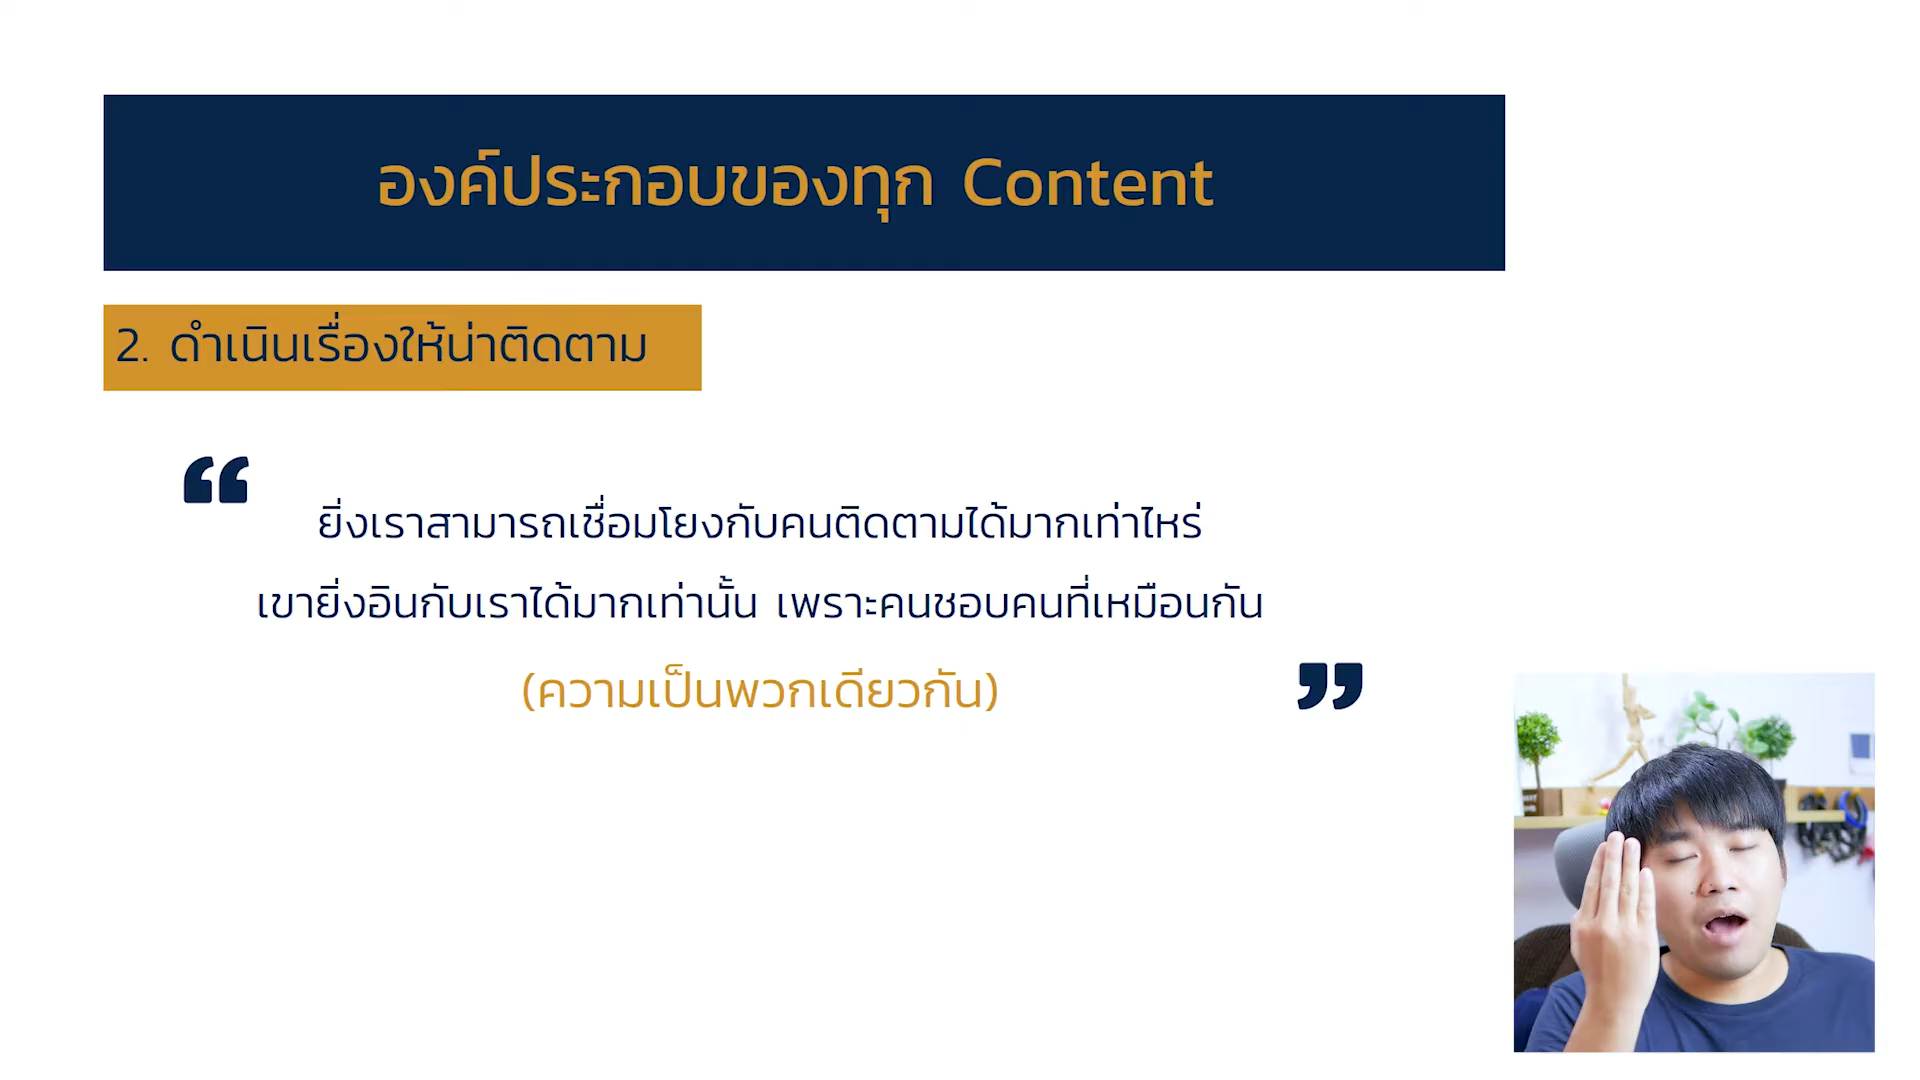 องค์ประกอบของทุก Content
2. ดำเนินเรื่องให้น่าติดตาม
“
ยิ่งเราสามารถเชื่อมโยงกับคนติดตามได้มากเท่าไหร่
เขายิ่งอินกับเราได้มากเท่านั้น เพราะคนชอบคนที่เหมือนกัน
(ความเป็นพวกเดียวกัน)
”